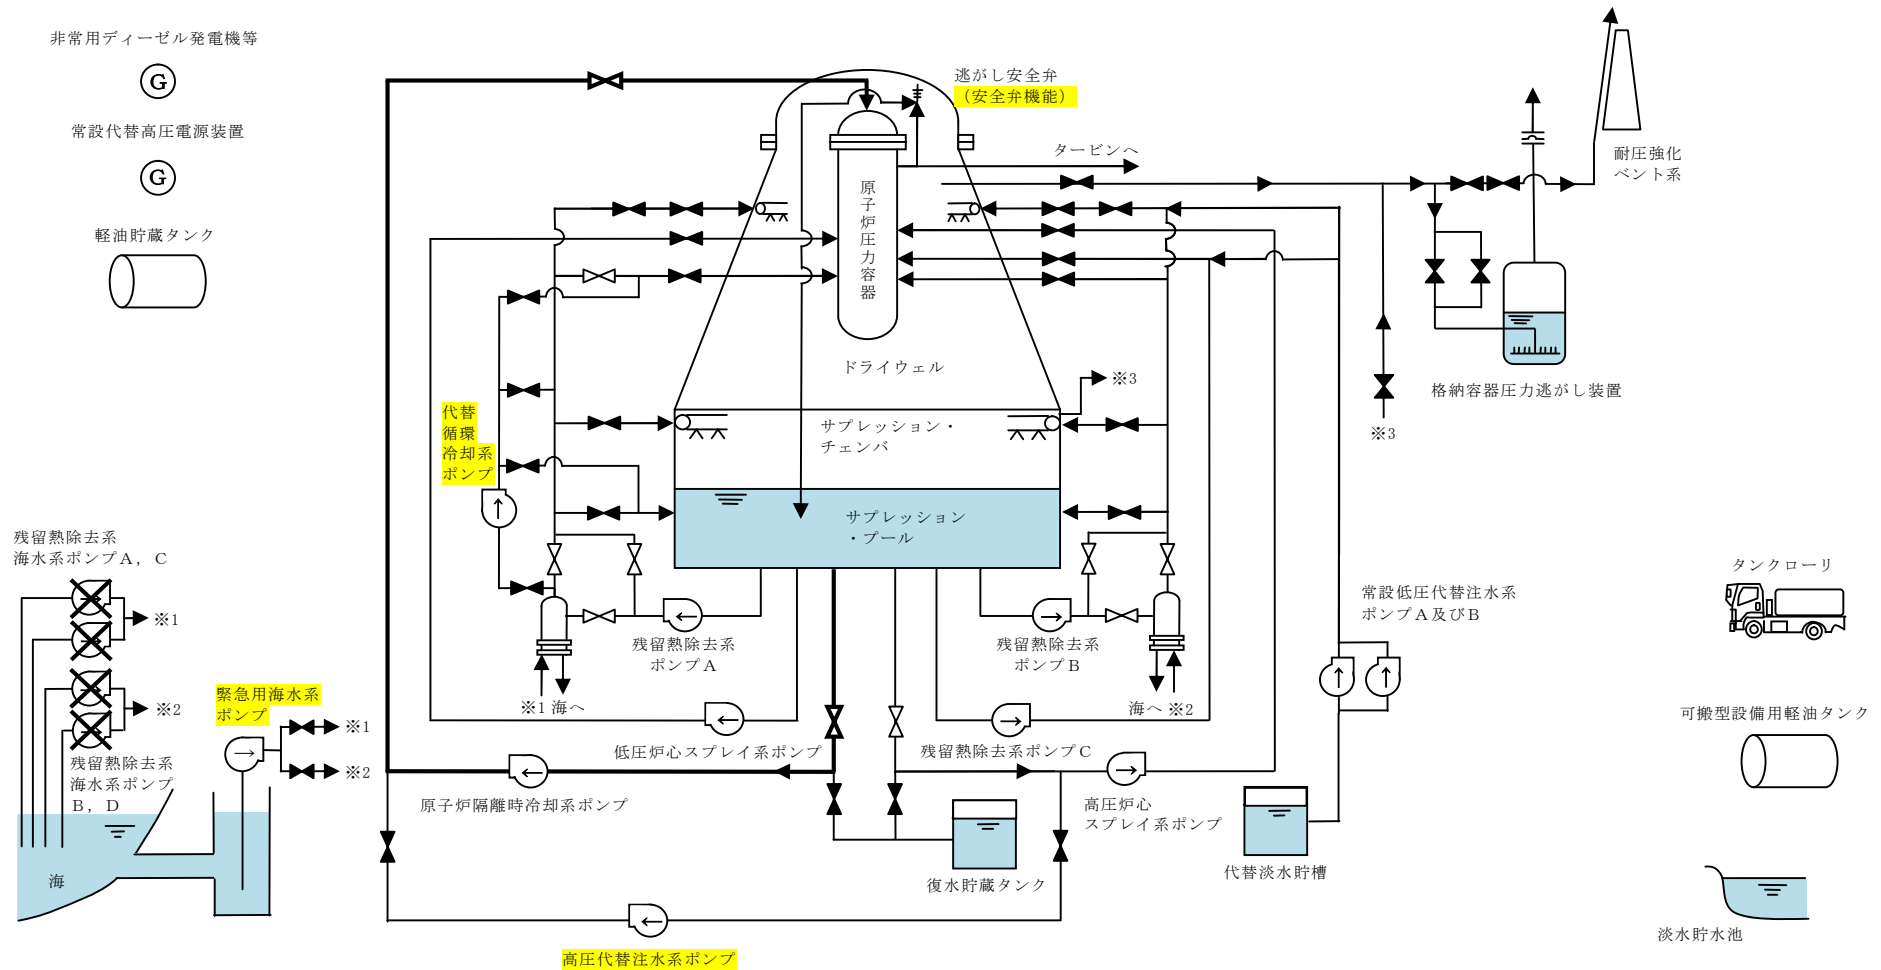 非常用ディーゼル発電機等
G
常設代替高圧電源装置
G
軽油貯蔵タンク
逃がし安全弁
（安全弁機能）
タービンへ
耐圧強化
ベント系
原子炉圧力容器
ドライウェル
※3
格納容器圧力逃がし装置
※3
代替
循環
冷却系
ポンプ
サプレッション・
チェンバ
サプレッション
・プール
残留熱除去系
海水系ポンプＡ，Ｃ
※1
※2
残留熱除去系
海水系ポンプ
Ｂ，Ｄ
緊急用海水系
ポンプ
※1
※2
海
残留熱除去系
ポンプＡ
※1 海へ
残留熱除去系
ポンプＢ
海へ ※2
低圧炉心スプレイ系ポンプ
残留熱除去系ポンプＣ
原子炉隔離時冷却系ポンプ
高圧炉心
スプレイ系ポンプ
復水貯蔵タンク
高圧代替注水系ポンプ
常設低圧代替注水系
ポンプＡ及びＢ
代替淡水貯槽
タンクローリ
可搬型設備用軽油タンク
淡水貯水池